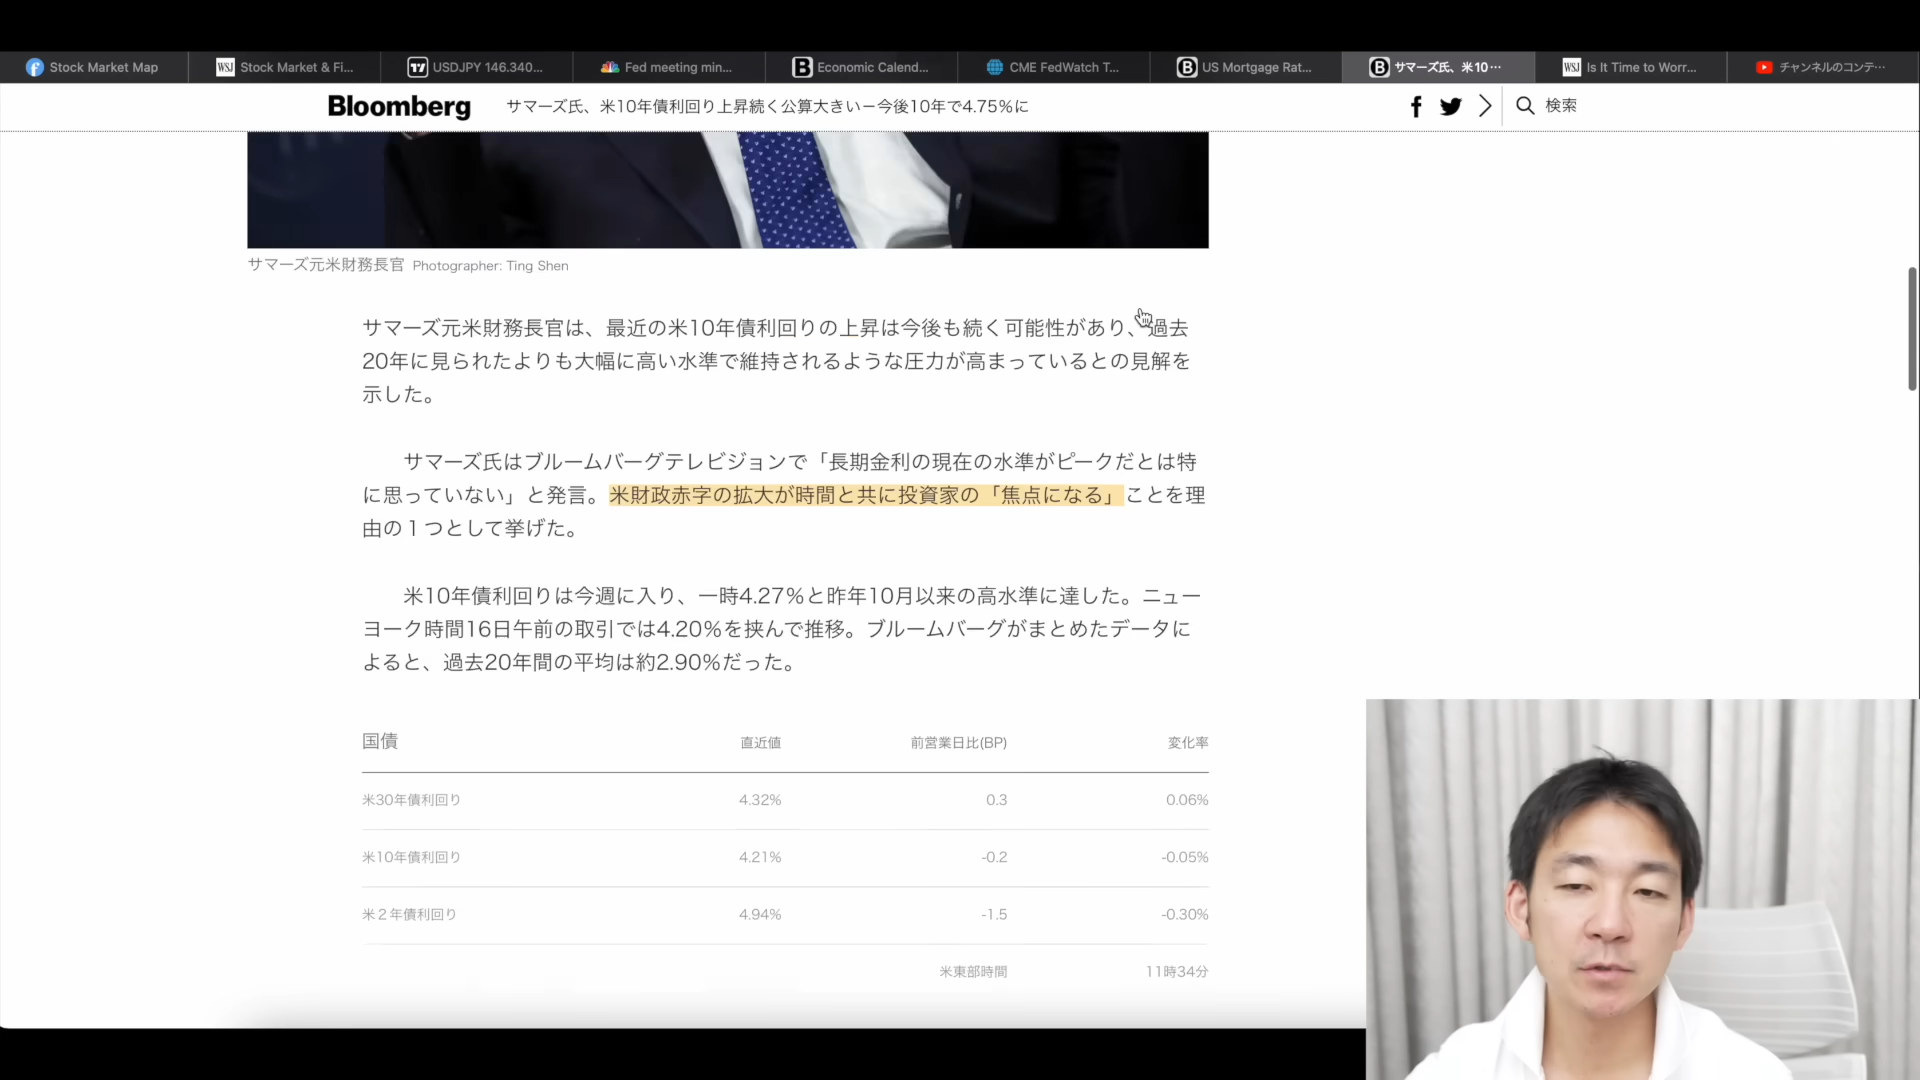 Stock Market Map
WSJ Stock Market & Fi...
17 USDJPY 146.340...
Fed meeting min...
B Economic Calend...
CME FedWatch T...
B US Mortgage Rat...
B サマーズ氏、米10…
WSJ Is It Time to Worr...
チャンネルのコンテ…
Bloomberg サマーズ氏、米10年債利回り上昇続く公算大きい－今後10年で4.75％に
検索
サマーズ元米財務長官 Photographer: Ting Shen
サマーズ元米財務長官は、最近の米10年債利回りの上昇は今後も続く可能性があり、過去
20年に見られたよりも大幅に高い水準で維持されるような圧力が高まっているとの見解を
示した。
サマーズ氏はブルームバーグテレビジョンで「長期金利の現在の水準がピークだとは特
に思っていない」と発言。米財政赤字の拡大が時間と共に投資家の「焦点になる」ことを理
由の１つとして挙げた。
米10年債利回りは今週に入り、一時4.27％と昨年10月以来の高水準に達した。ニュー
ヨーク時間16日午前の取引では4.20％を挟んで推移。ブルームバーグがまとめたデータに
よると、過去20年間の平均は約2.90％だった。
国債 直近値 前営業日比(BP) 変化率
米30年債利回り 4.32% 0.3 0.06%
米10年債利回り 4.21% -0.2 -0.05%
米２年債利回り 4.94% -1.5 -0.30%
米東部時間 11時34分